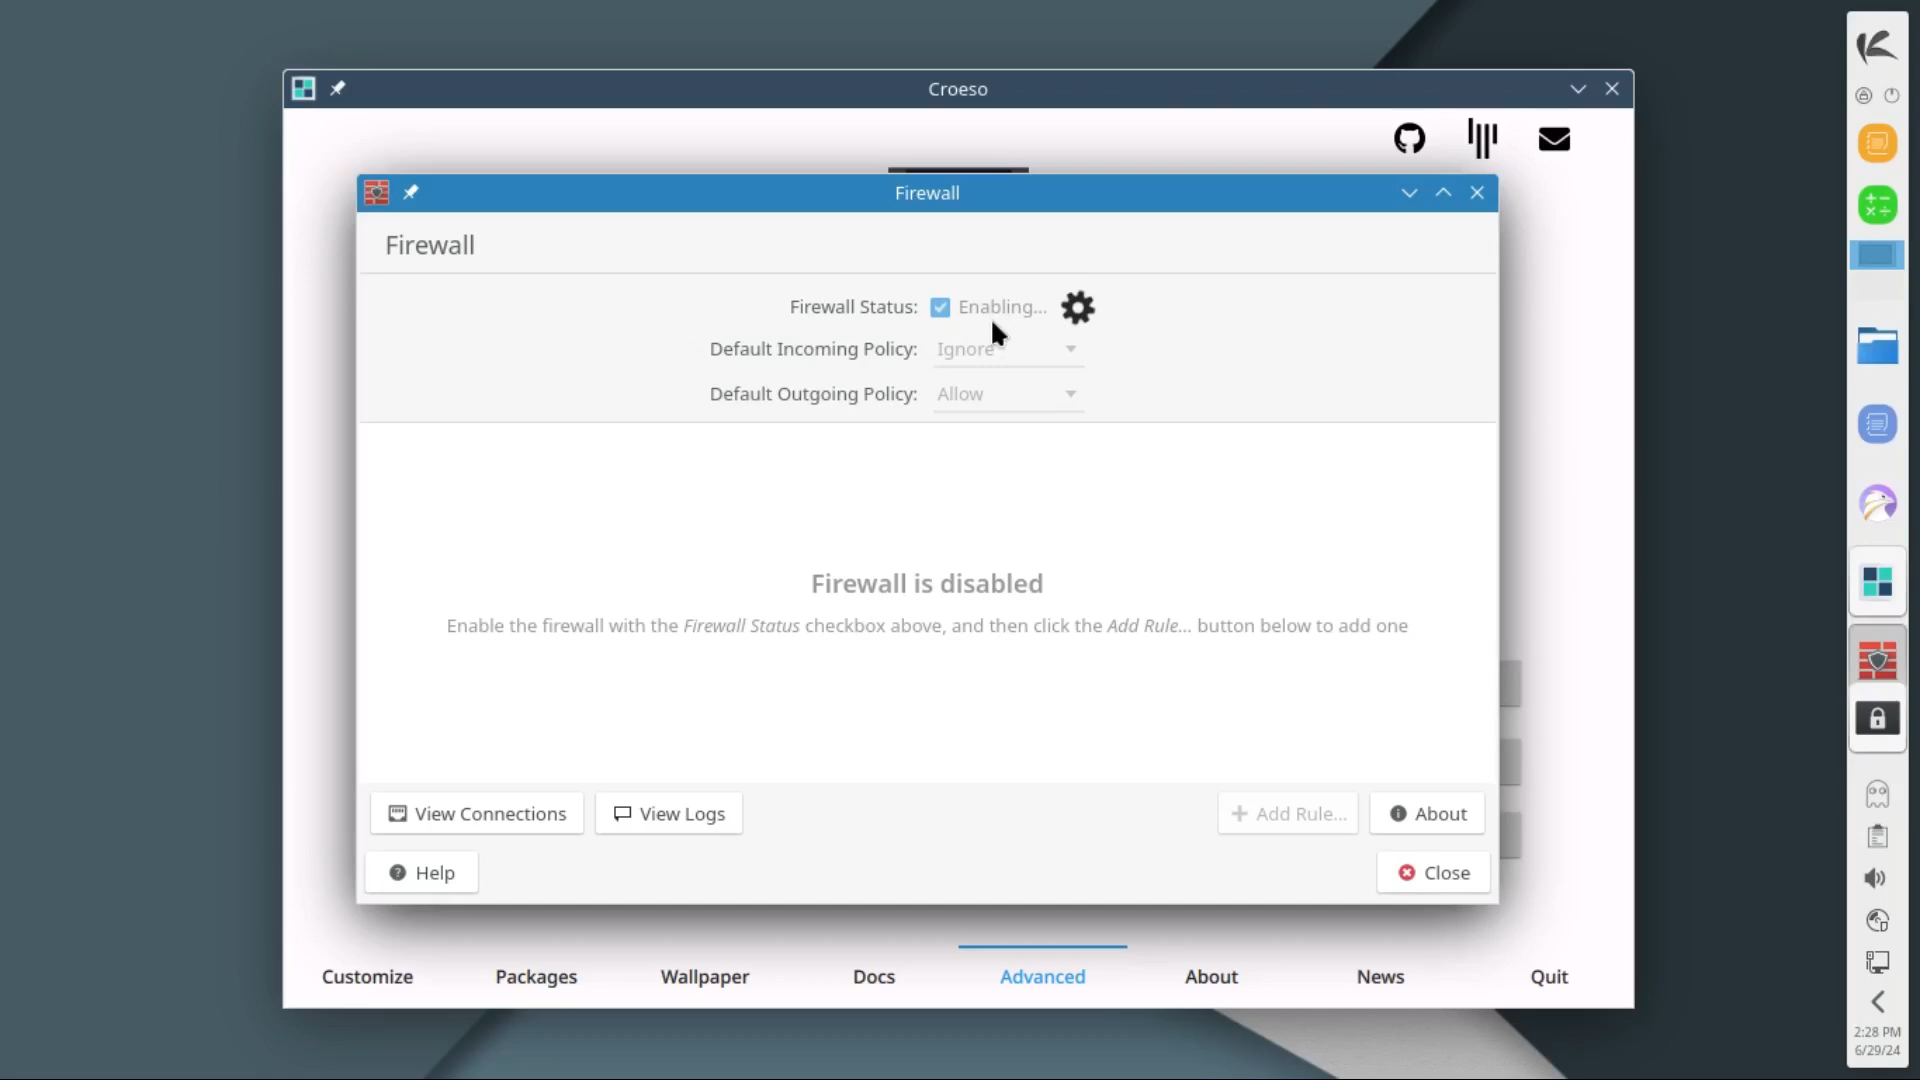 Croeso
Firewall
Firewall
Firewall Status: Enabling...
Default Incoming Policy: Ignore
Default Outgoing Policy: Allow
Firewall is disabled
Enable the firewall with the Firewall Status checkbox above, and then click the Add Rule... button below to add one
View Connections View Logs Add Rule... About
Help Close
Customize Packages Wallpaper Docs Advanced About News Quit
2:28 PM
6/29/24